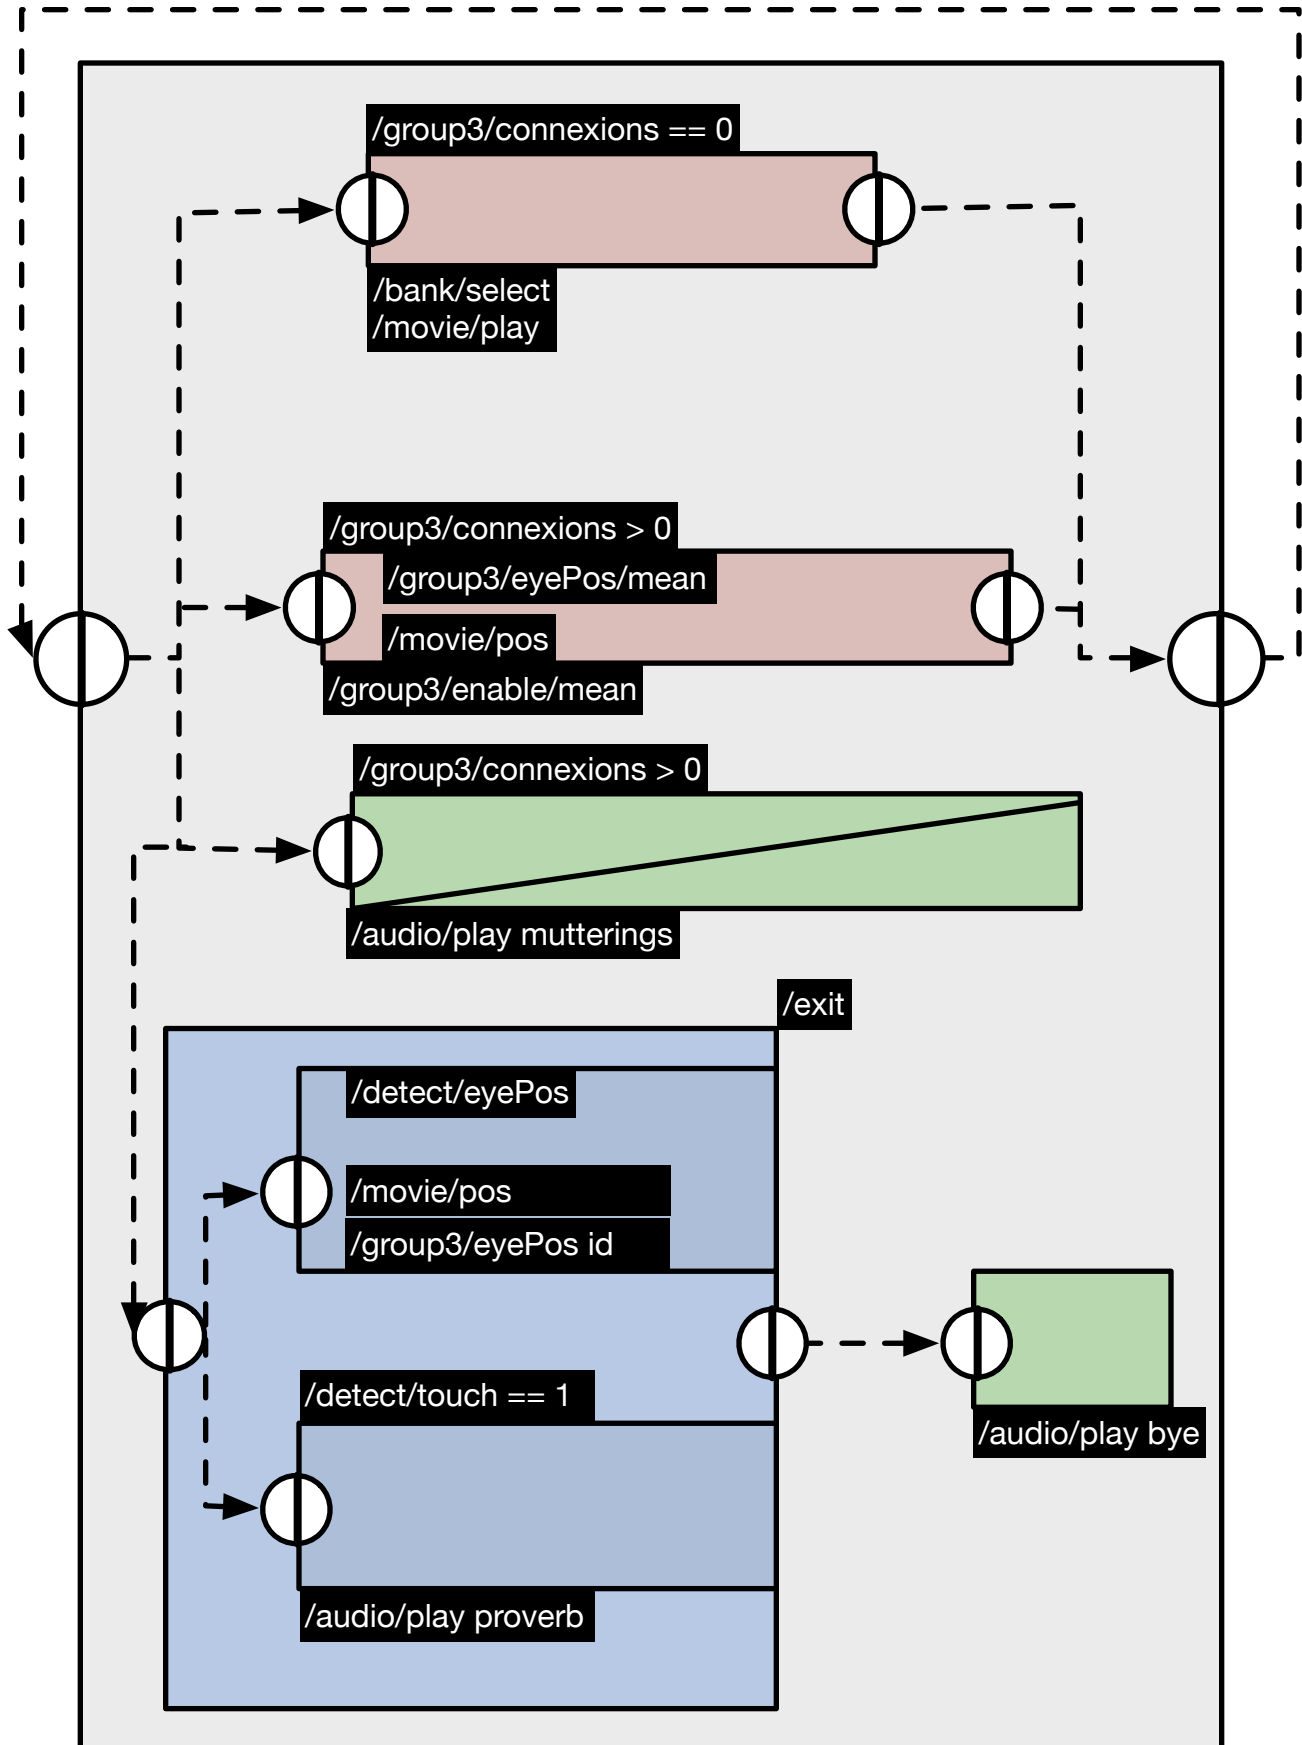 /group3/connexions == 0
/bank/select
/movie/play
/group3/connexions > 0
/group3/eyePos/mean
/movie/pos
/group3/enable/mean
/group3/connexions > 0
/audio/play mutterings
/exit
/detect/eyePos
/movie/pos
/group3/eyePos id
/detect/touch == 1
/audio/play bye
/audio/play proverb